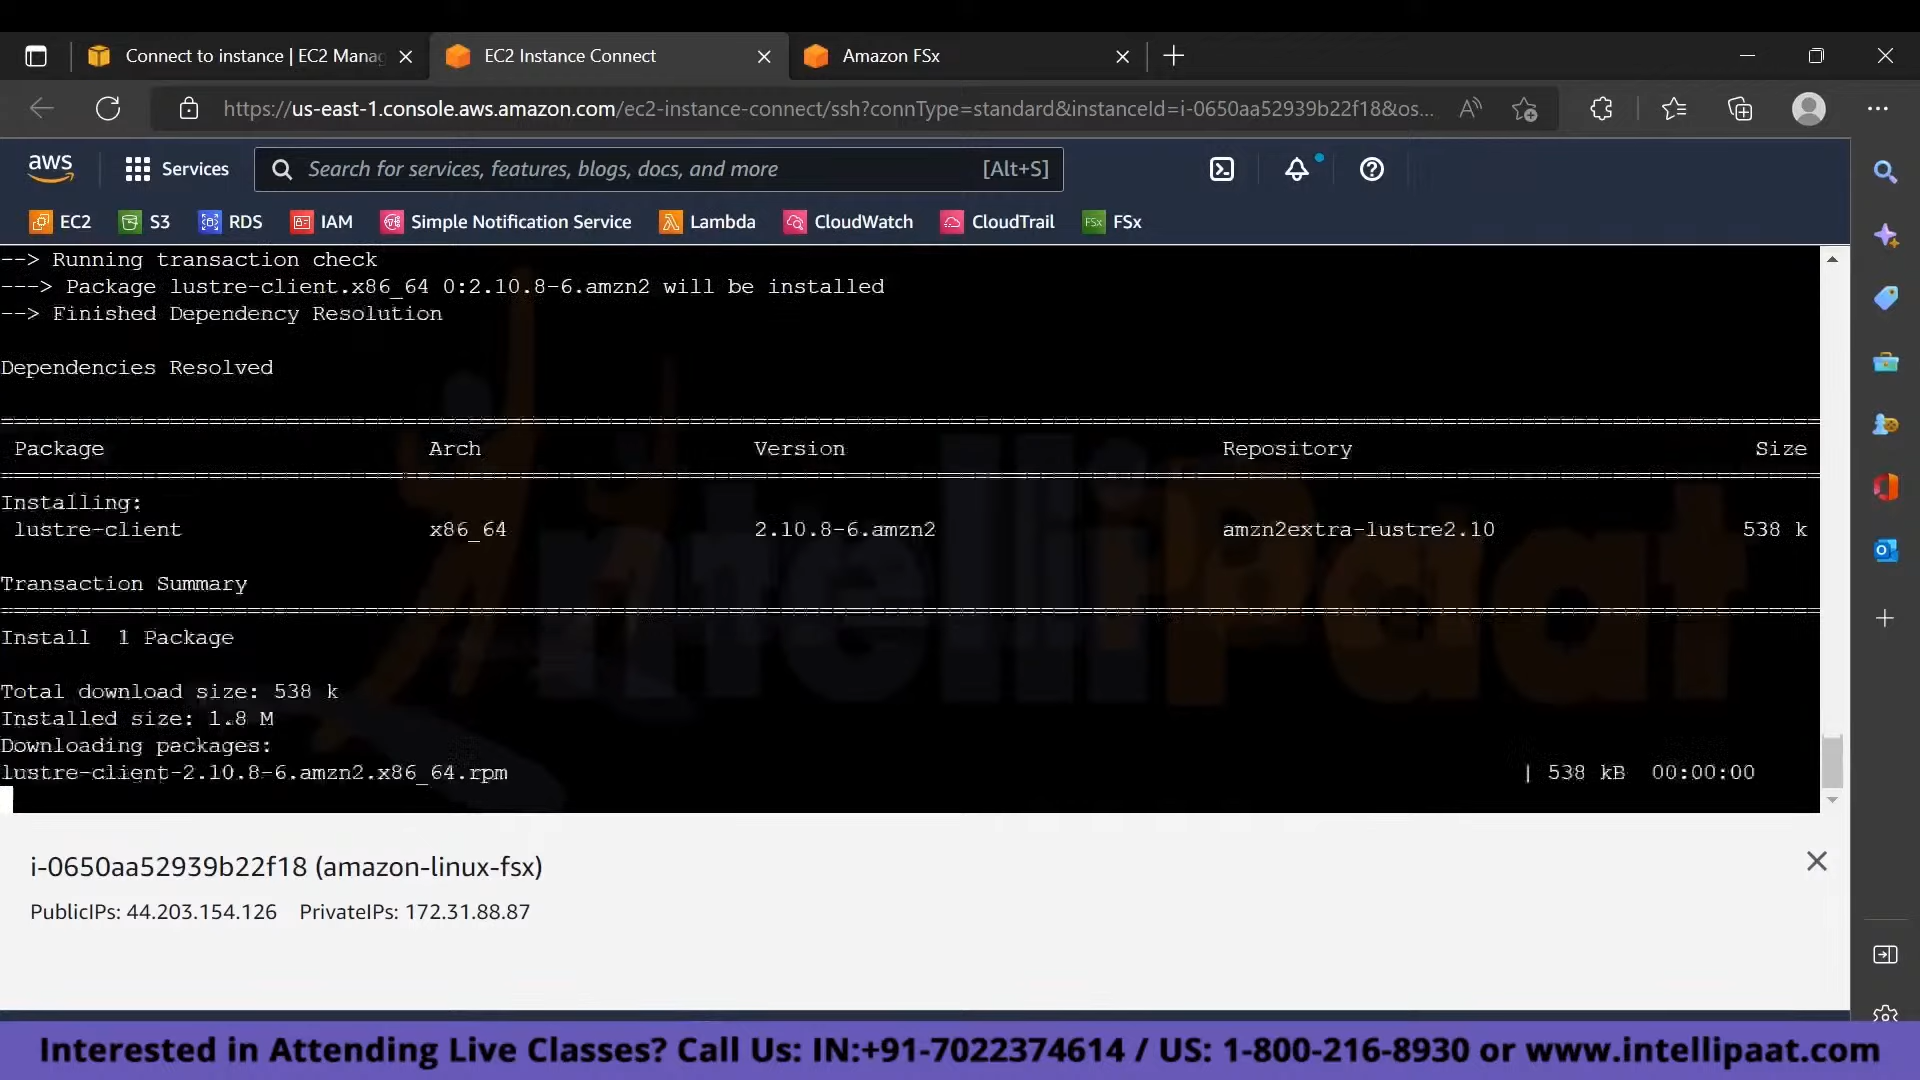 Connect to instance | EC2 Manag
EC2 Instance Connect
Amazon FSx
https://us-east-1.console.aws.amazon.com/ec2-instance-connect/ssh?connType=standard&instanceId=i-0650aa52939b22f18&os...
aws
Services
Search for services, features, blogs, docs, and more
[Alt+S]
EC2 S3 RDS IAM Simple Notification Service Lambda CloudWatch CloudTrail FSx FSx
--> Running transaction check
---> Package lustre-client.x86_64 0:2.10.8-6.amzn2 will be installed
--> Finished Dependency Resolution
Dependencies Resolved
Package Arch Version Repository Size
Installing:
lustre-client x86_64 2.10.8-6.amzn2 amzn2extra-lustre2.10 538 k
Transaction Summary
Install 1 Package
Total download size: 538 k
Installed size: 1.8 M
Downloading packages:
lustre-client-2.10.8-6.amzn2.x86_64.rpm | 538 kB 00:00:00
intelliPaat
i-0650aa52939b22f18 (amazon-linux-fsx)
PublicIPs: 44.203.154.126 PrivateIPs: 172.31.88.87
Interested in Attending Live Classes? Call Us: IN:+91-7022374614 / US: 1-800-216-8930 or www.intellipaat.com